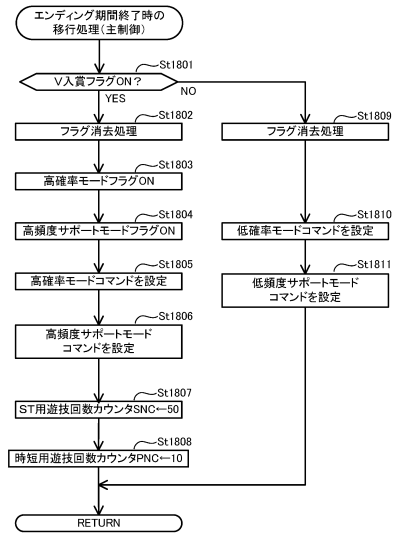 エンディング期間終了時の
移行処理(主制御)
St1801
V入賞フラグON?
YES
NO
St1802
フラグ消去処理
St1803
高確率モードフラグON
St1804
高頻度サポートモードフラグON
St1805
高確率モードコマンドを設定
St1806
高頻度サポートモード
コマンドを設定
St1807
ST用遊技回数カウンタSNC←50
St1808
時短用遊技回数カウンタPNC←10
St1809
フラグ消去処理
St1810
低確率モードコマンドを設定
St1811
低頻度サポートモード
コマンドを設定
RETURN